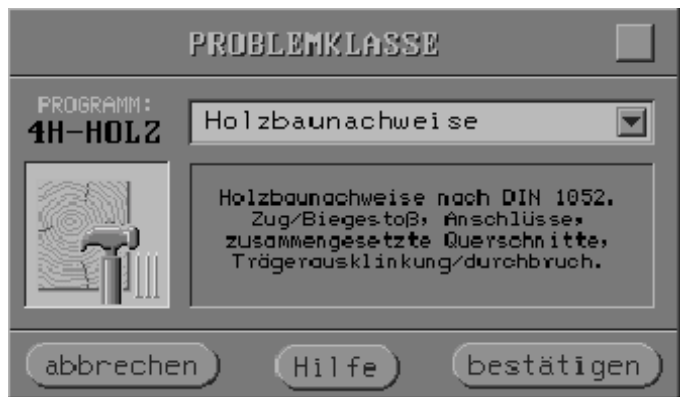 PROBLEMKLASSE
PROGRAMM:
4H-HOLZ
Holzbaunachweise
Holzbaunachweise nach DIN 1052.
Zug/Biegestoß, Anschlüsse,
zusammengesetzte Querschnitte,
Trägerausklinkung/durchbruch.
abbrechen
Hilfe
bestätigen